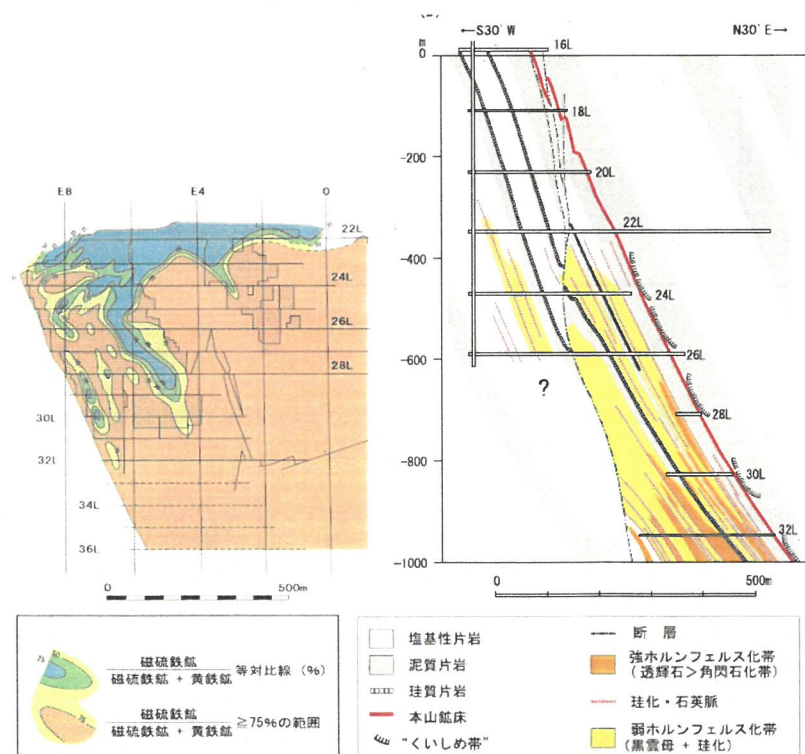 ←S30°W
N30°E→
m
0
-200
-400
-600
-800
-1000
16L
18L
20L
22L
24L
26L
28L
30L
32L
?
0
500m
E8
E4
0
22L
24L
26L
28L
30L
32L
34L
36L
0
500m
75
50
磁硫鉄鉱
磁硫鉄鉱 + 黄鉄鉱
等対比線 (%)
75
磁硫鉄鉱
磁硫鉄鉱 + 黄鉄鉱
≧75%の範囲
塩基性片岩
泥質片岩
珪質片岩
本山鉱床
“くいしめ帯”
断層
強ホルンフェルス化帯
(透輝石>角閃石化帯)
珪化・石英脈
弱ホルンフェルス化帯
(黒雲母 + 珪化)